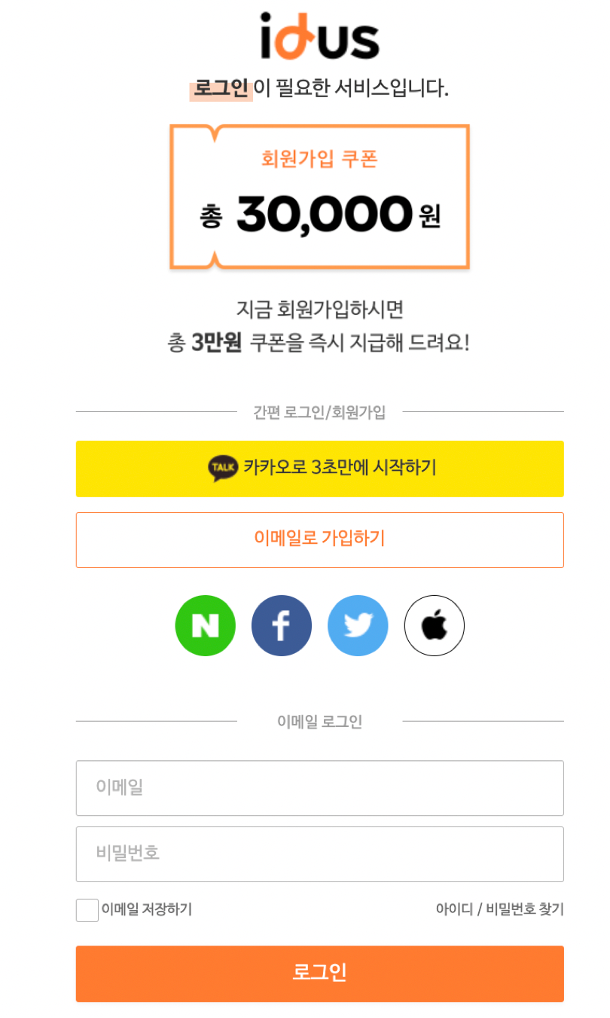 idus
로그인이 필요한 서비스입니다.
회원가입 쿠폰
총 30,000원
지금 회원가입하시면
총 3만원 쿠폰을 즉시 지급해 드려요!
간편 로그인/회원가입
TALK 카카오로 3초만에 시작하기
이메일로 가입하기
N f
이메일 로그인
이메일
비밀번호
이메일 저장하기 아이디 / 비밀번호 찾기
로그인